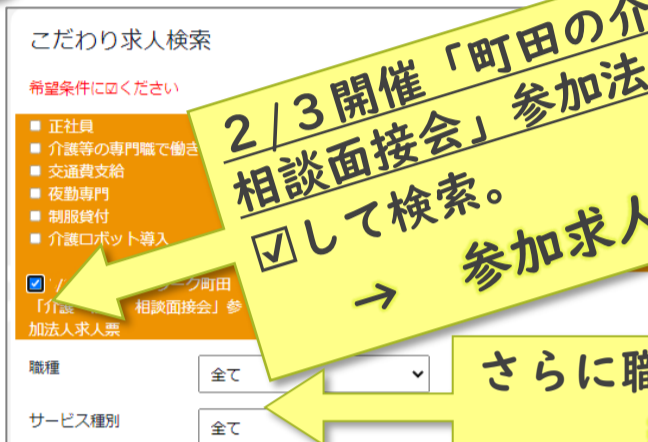 こだわり求人検索
希望条件に☑ください
正社員
介護等の専門職で働き
交通費支給
夜勤専門
制服貸付
介護ロボット導入
ーク町田
「介護 相談面接会」参
加法人求人票
職種
全て
サービス種別
全て
2/3開催「町田の介
相談面接会」参加法
☑して検索。
→ 参加求人
さらに職